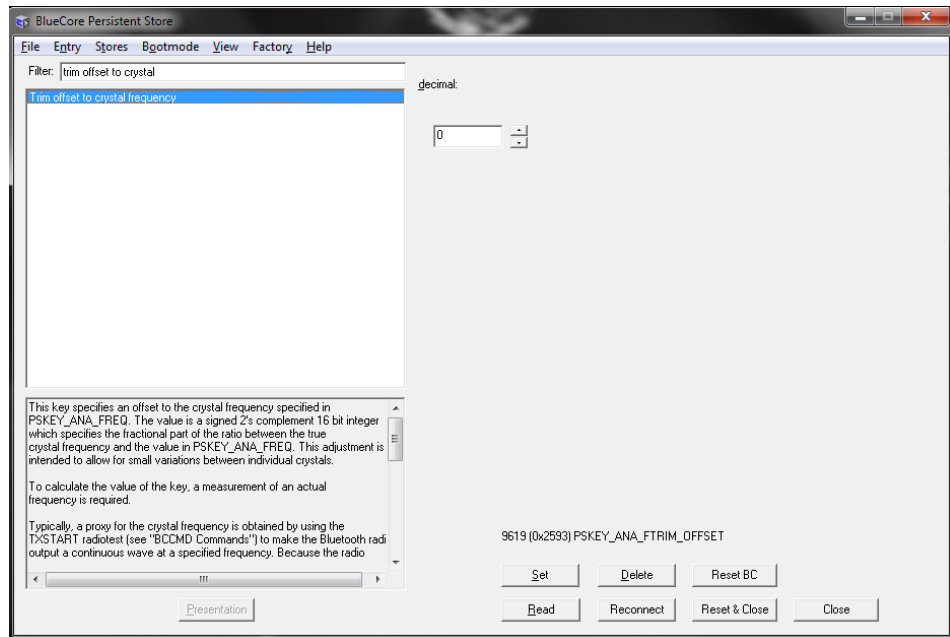 BlueCore Persistent Store
File Entry Stores Bootmode View Factory Help
Filter: trim offset to crystal
Trim offset to crystal frequency
decimal:
0
This key specifies an offset to the crystal frequency specified in
PSKEY_ANA_FREQ. The value is a signed 2's complement 16 bit integer
which specifies the fractional part of the ratio between the true
crystal frequency and the value in PSKEY_ANA_FREQ. This adjustment is
intended to allow for small variations between individual crystals.
To calculate the value of the key, a measurement of an actual
frequency is required.
Typically, a proxy for the crystal frequency is obtained by using the
TXSTART radiotest (see "BCCMD Commands") to make the Bluetooth radi
output a continuous wave at a specified frequency. Because the radio
9619 (0x2593) PSKEY_ANA_FTRIM_OFFSET
Set Delete Reset BC
Presentation
Read Reconnect Reset & Close Close